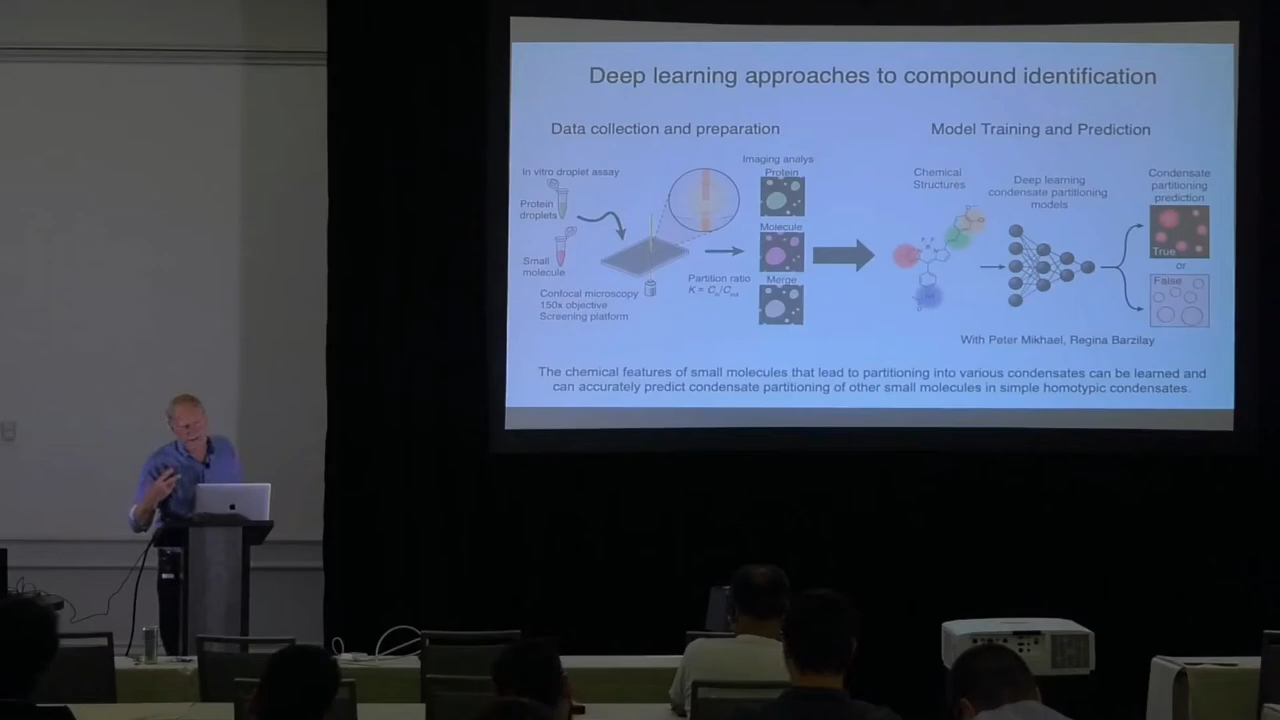 Deep learning approaches to compound identification
Data collection and preparation
In vitro droplet assay
Protein
droplets
Small
molecule
Confocal microscopy
150x objective
Screening platform
Partition ratio
K = Cin/Cout
Imaging analys
Protein
Molecule
Merge
Model Training and Prediction
Chemical
Structures
Deep learning
condensate partitioning
models
Condensate
partitioning
prediction
True
or
False
With Peter Mikhael, Regina Barzilay
The chemical features of small molecules that lead to partitioning into various condensates can be learned and
can accurately predict condensate partitioning of other small molecules in simple homotypic condensates.